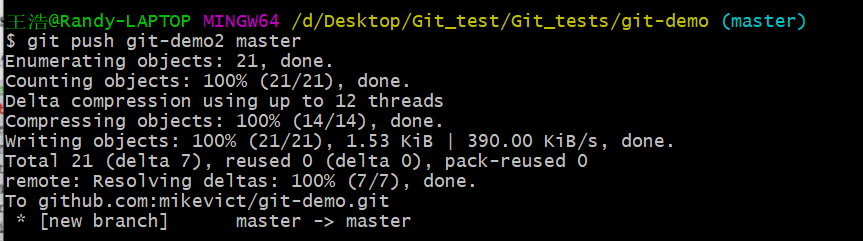 王浩@Randy-LAPTOP MINGW64 /d/Desktop/Git_test/Git_tests/git-demo (master)
$ git push git-demo2 master
Enumerating objects: 21, done.
Counting objects: 100% (21/21), done.
Delta compression using up to 12 threads
Compressing objects: 100% (14/14), done.
Writing objects: 100% (21/21), 1.53 KiB | 390.00 KiB/s, done.
Total 21 (delta 7), reused 0 (delta 0), pack-reused 0
remote: Resolving deltas: 100% (7/7), done.
To github.com:mikevict/git-demo.git
 * [new branch]      master -> master